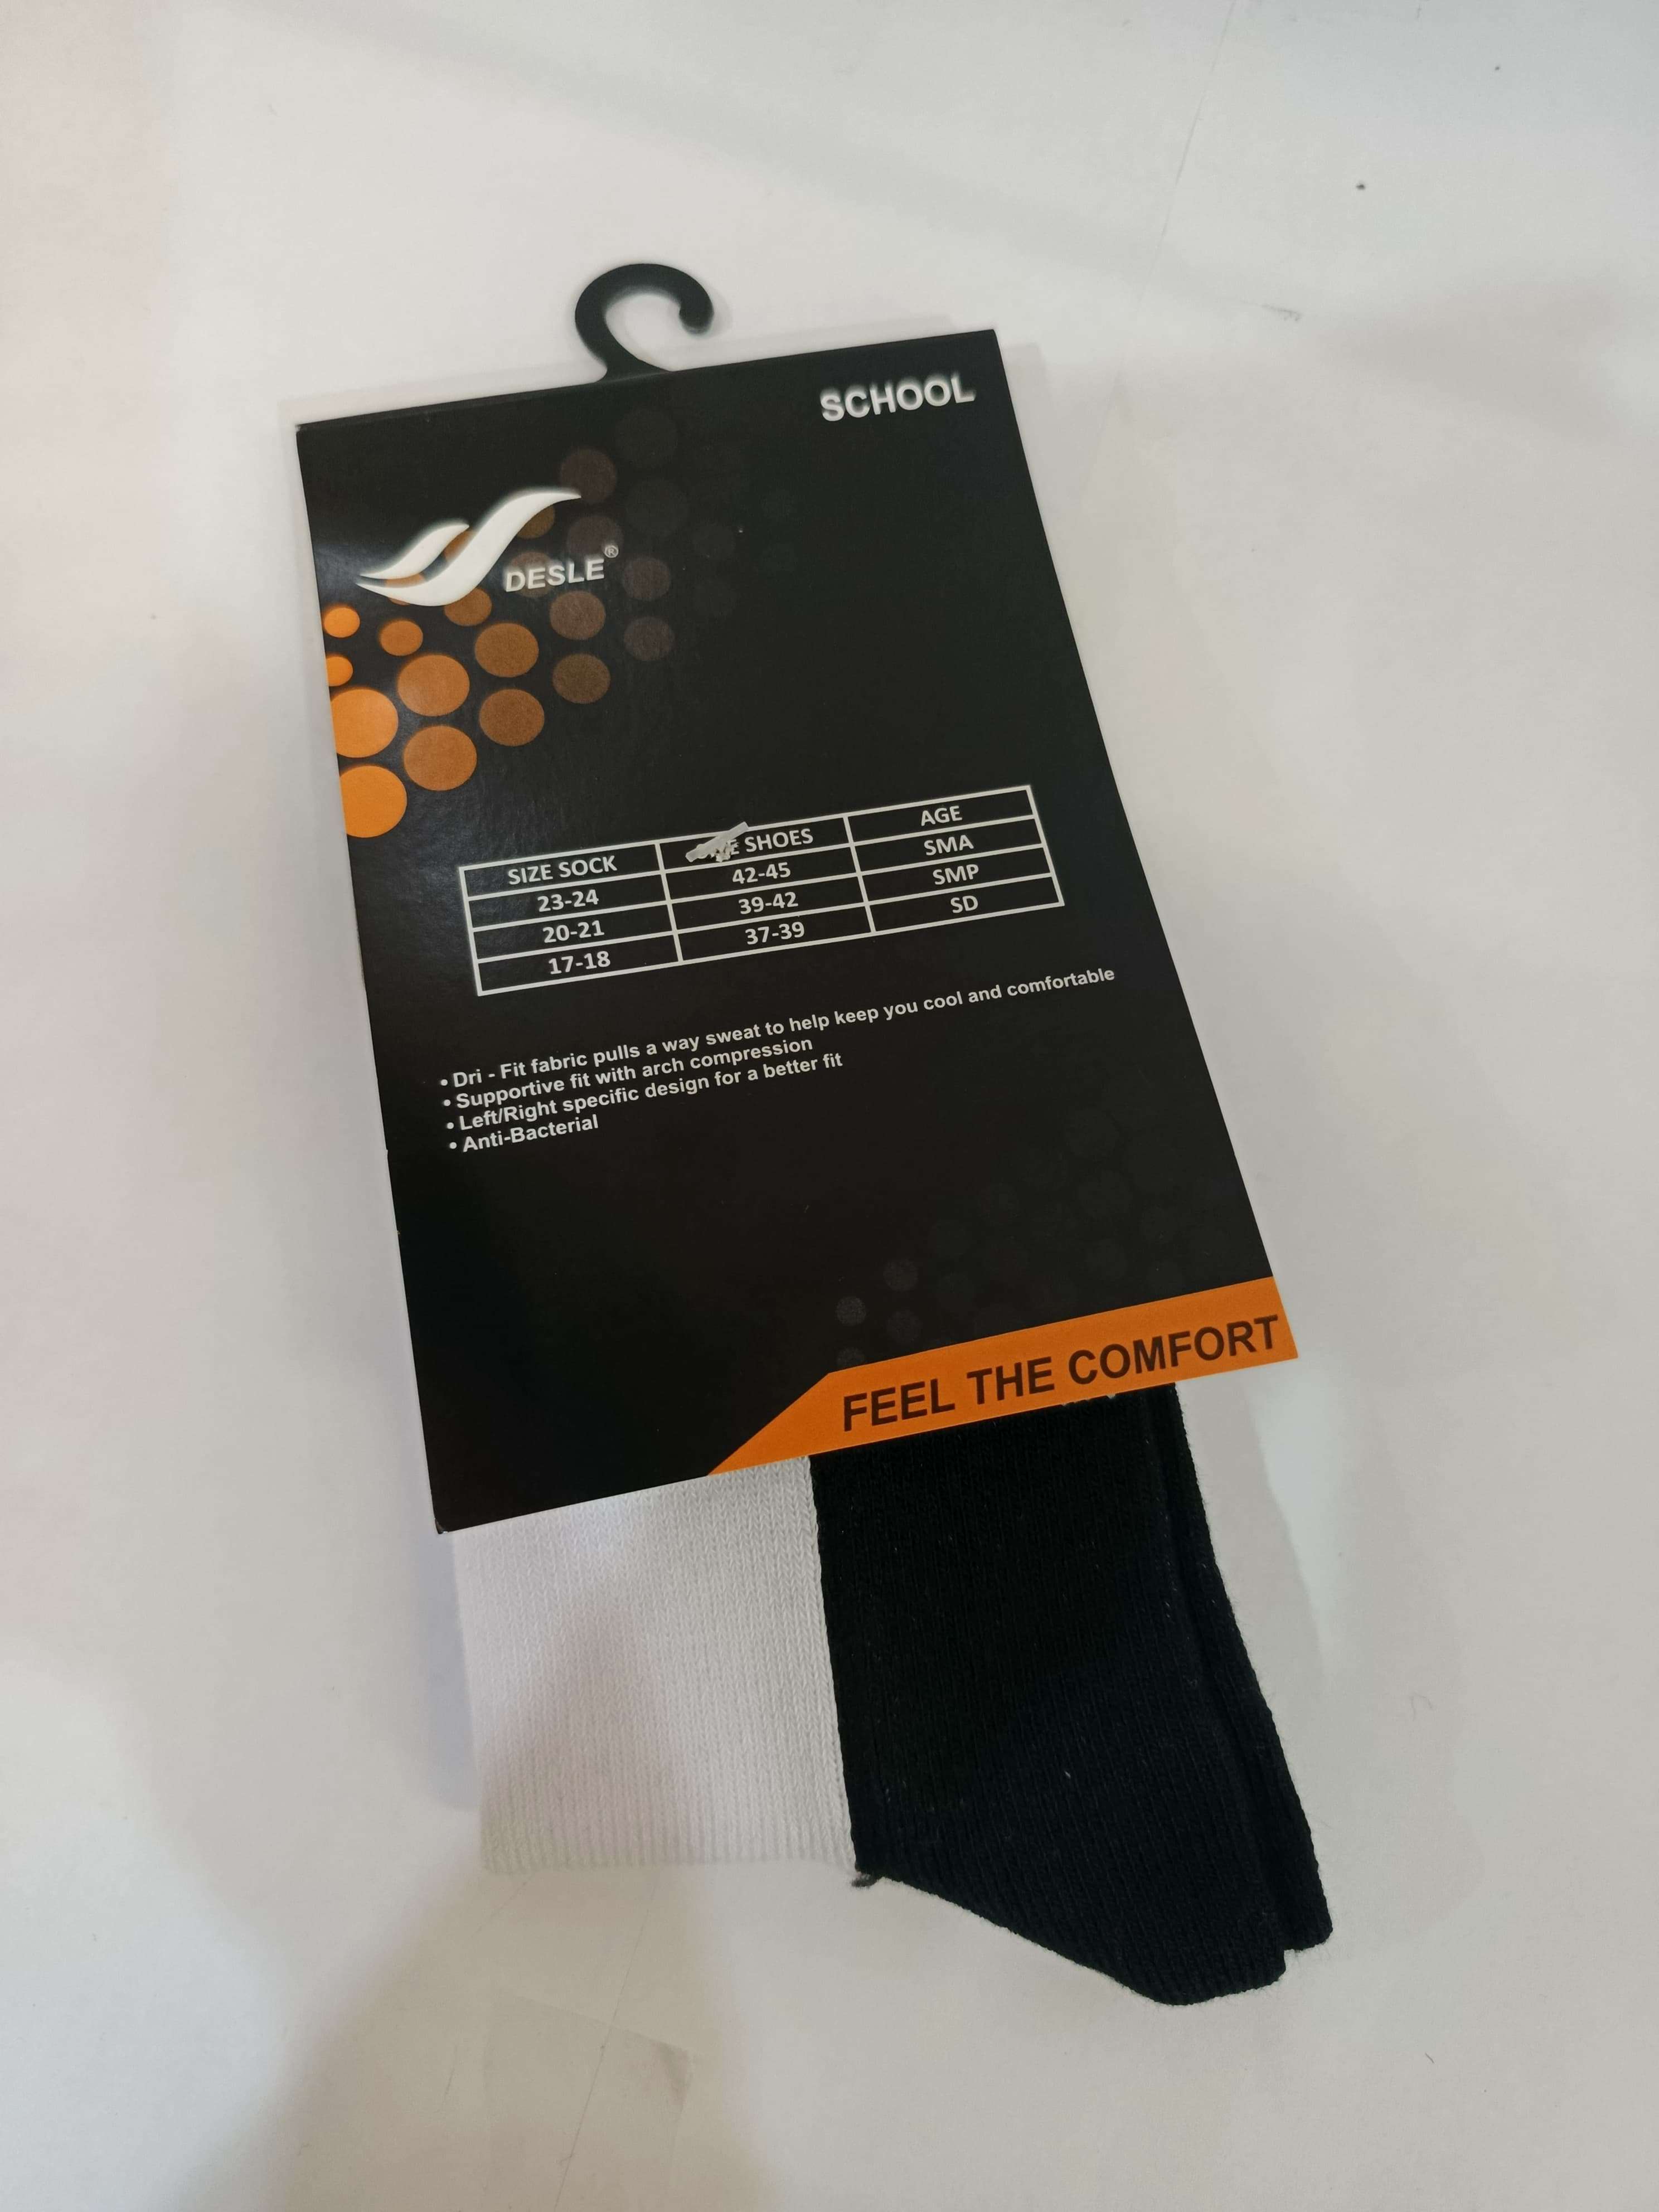 SCHOOL
DESLE®
SIZE SOCK SHOES AGE
23-24 42-45 SMA
20-21 39-42 SMP
17-18 37-39 SD
• Dri - Fit fabric pulls a way sweat to help keep you cool and comfortable
• Supportive fit with arch compression
• Left/Right specific design for a better fit
• Anti-Bacterial
FEEL THE COMFORT